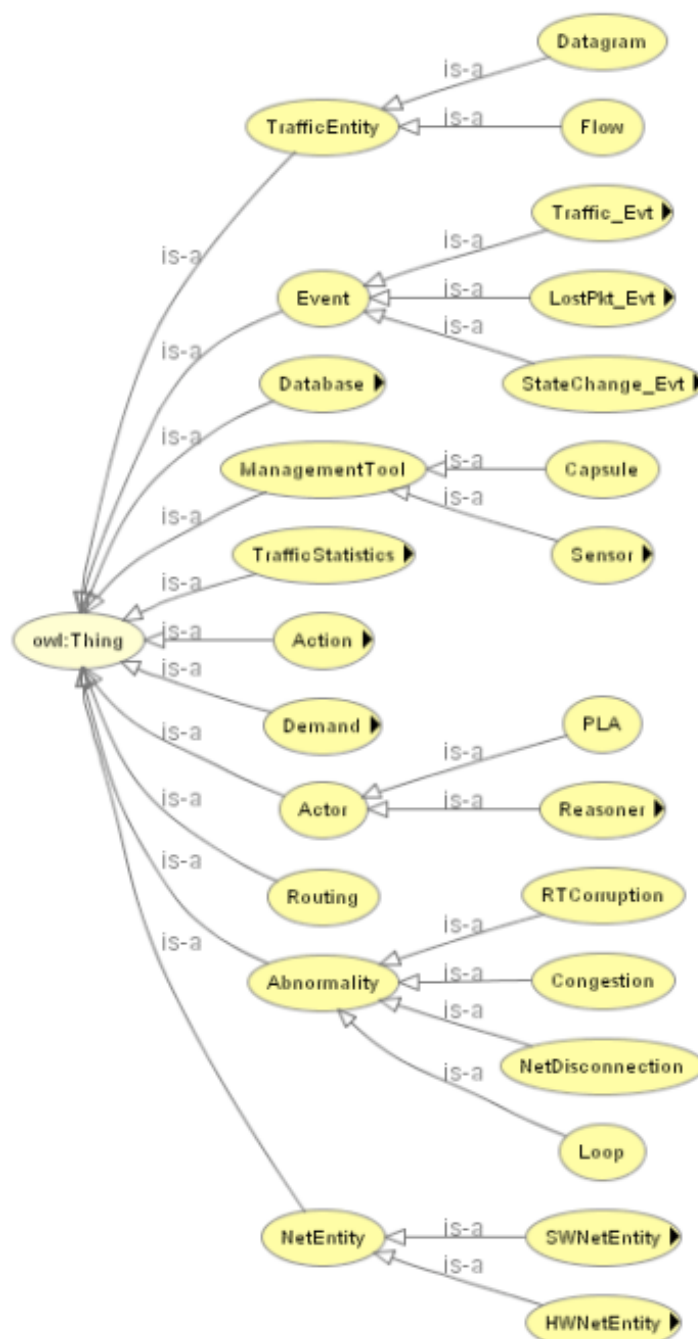 Datagram
is-a
TrafficEntity
is-a
Flow
Traffic_Evt
is-a
is-a
Event
is-a
LostPkt_Evt
is-a
is-a
StateChange_Evt
Database
is-a
ManagementTool
is-a
Capsule
is-a
is-a
TrafficStatistics
Sensor
is-a
owl:Thing
is-a
Action
is-a
Demand
PLA
is-a
is-a
Actor
is-a
Reasoner
is-a
Routing
RTCorruption
is-a
is-a
Abnormality
is-a
Congestion
is-a
is-a
NetDisconnection
is-a
Loop
NetEntity
is-a
SWNetEntity
is-a
HWNetEntity